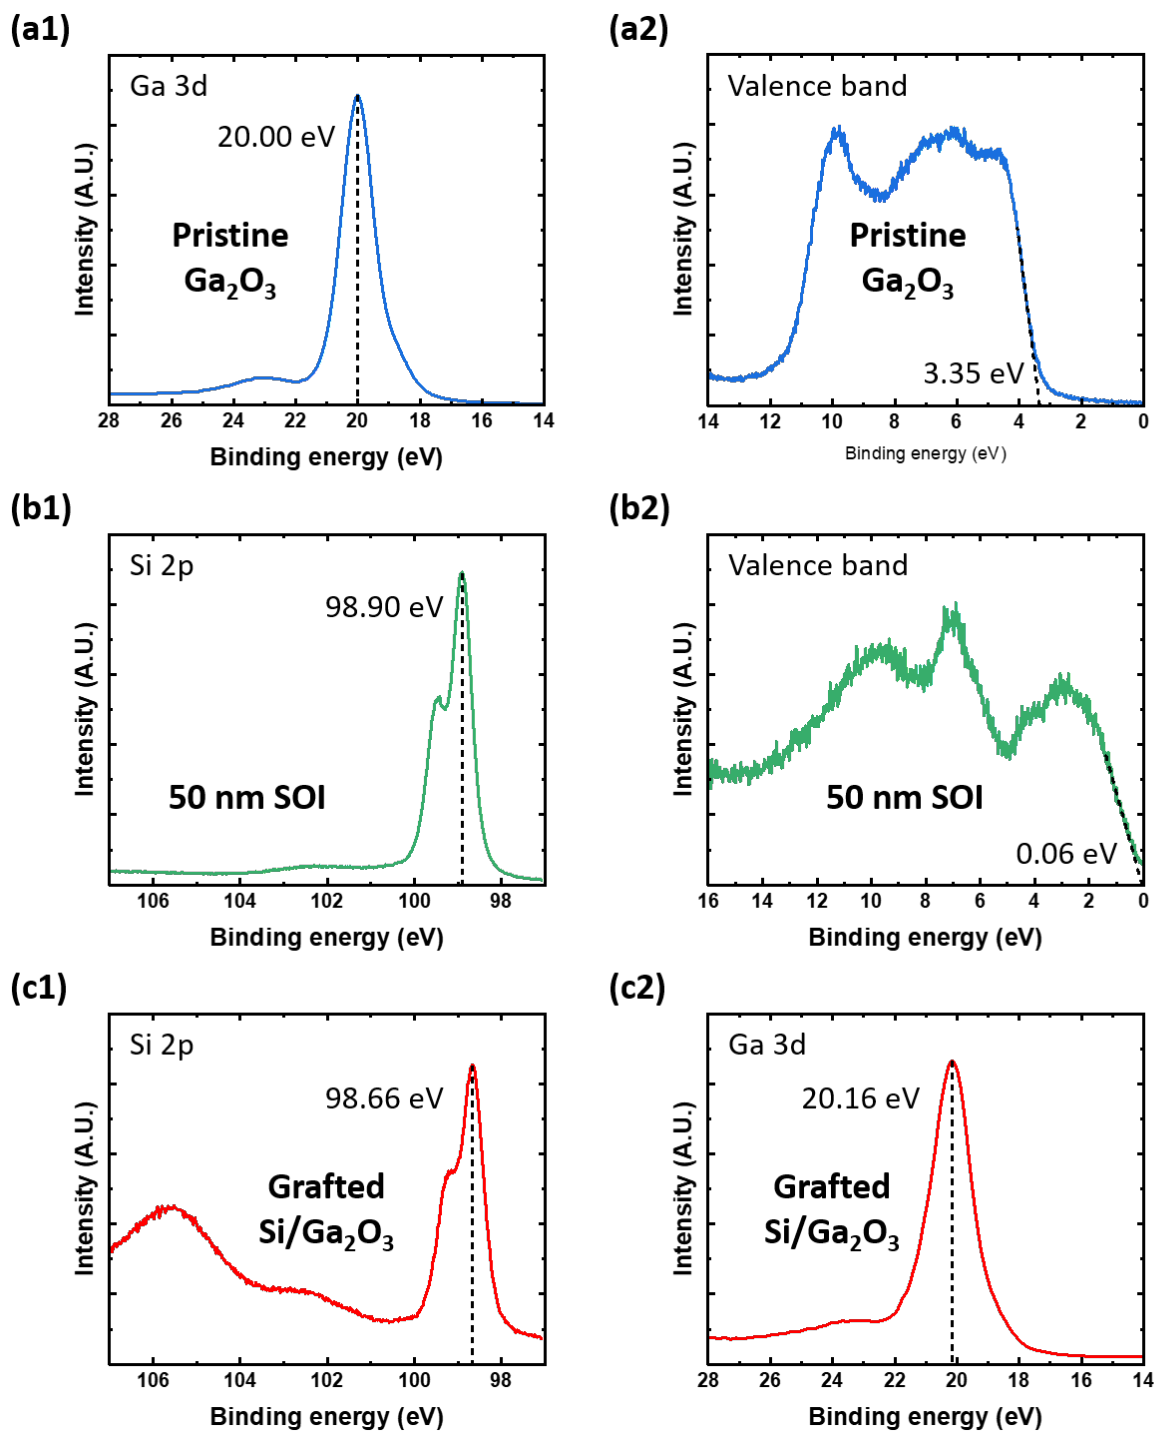 (a1)
Ga 3d
20.00 eV
Pristine
Ga₂O₃
Intensity (A.U.)
28 26 24 22 20 18 16 14
Binding energy (eV)
(a2)
Valence band
Pristine
Ga₂O₃
3.35 eV
Intensity (A.U.)
14 12 10 8 6 4 2 0
Binding energy (eV)
(b1)
Si 2p
98.90 eV
50 nm SOI
Intensity (A.U.)
106 104 102 100 98
Binding energy (eV)
(b2)
Valence band
50 nm SOI
0.06 eV
Intensity (A.U.)
16 14 12 10 8 6 4 2 0
Binding energy (eV)
(c1)
Si 2p
98.66 eV
Grafted
Si/Ga₂O₃
Intensity (A.U.)
106 104 102 100 98
Binding energy (eV)
(c2)
Ga 3d
20.16 eV
Grafted
Si/Ga₂O₃
Intensity (A.U.)
28 26 24 22 20 18 16 14
Binding energy (eV)